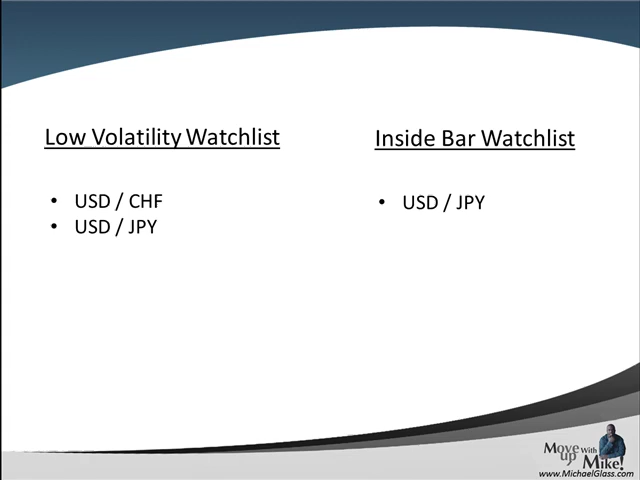 Low Volatility Watchlist
• USD / CHF
• USD / JPY
Inside Bar Watchlist
• USD / JPY
Move up With Mike!
www.MichaelGlass.com